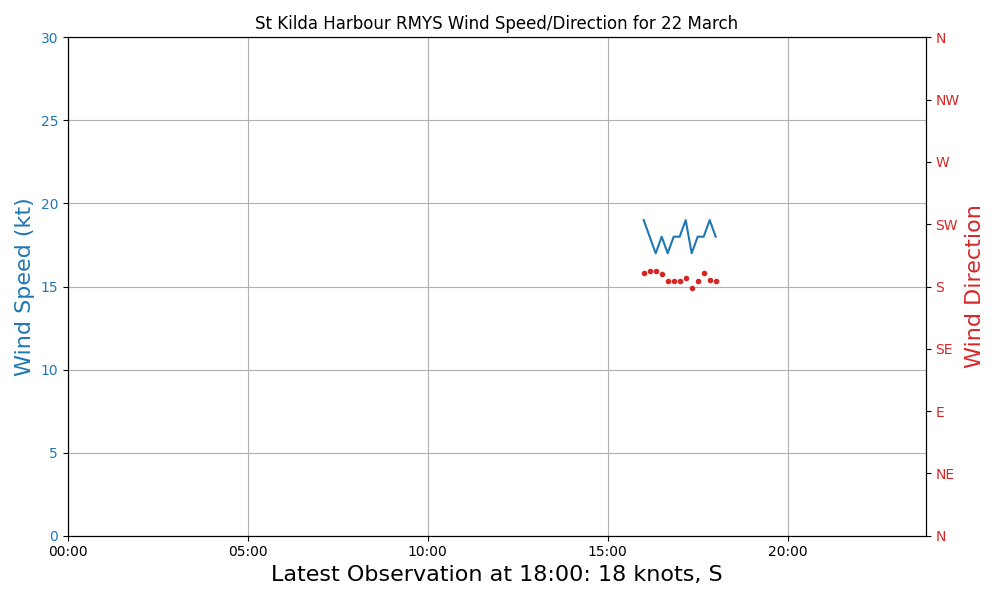 St Kilda Harbour RMYS Wind Speed/Direction for 22 March
30
25
20
15
10
5
0
Wind Speed (kt)
N
NW
W
SW
S
SE
E
NE
N
Wind Direction
00:00
05:00
10:00
15:00
20:00
Latest Observation at 18:00: 18 knots, S